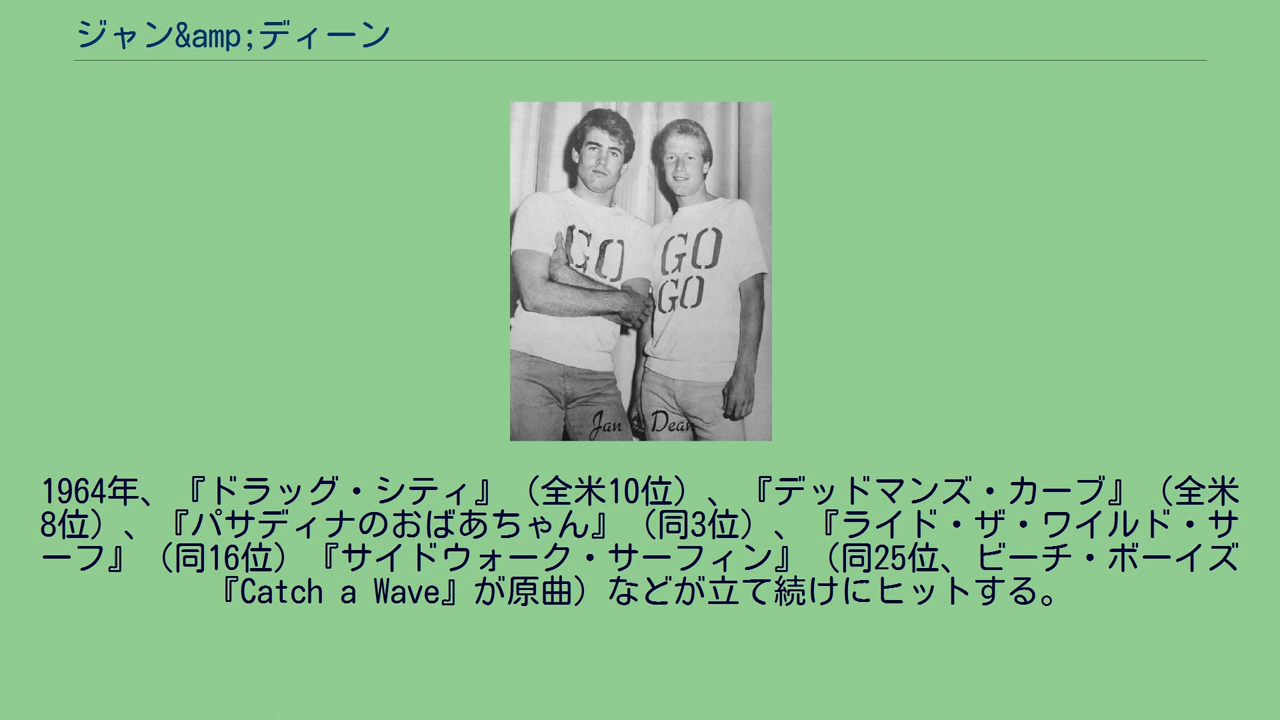 ジャン&amp;ディーン
GO
GO
GO
Jan & Dean
1964年、『ドラッグ・シティ』（全米10位）、『デッドマンズ・カーブ』（全米
8位）、『パサディナのおばあちゃん』（同3位）、『ライド・ザ・ワイルド・サ
ーフ』（同16位）『サイドウォーク・サーフィン』（同25位、ビーチ・ボーイズ
『Catch a Wave』が原曲）などが立て続けにヒットする。